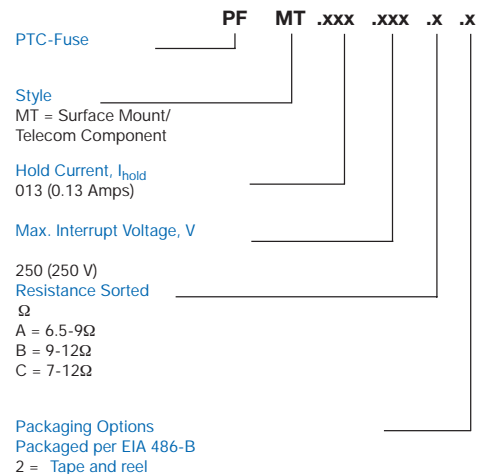 PF MT .xxx .xxx .x .x
PTC-Fuse
Style
MT = Surface Mount/
Telecom Component
Hold Current, Ihold
013 (0.13 Amps)
Max. Interrupt Voltage, V
250 (250 V)
Resistance Sorted
Ω
A = 6.5-9Ω
B = 9-12Ω
C = 7-12Ω
Packaging Options
Packaged per EIA 486-B
2 = Tape and reel